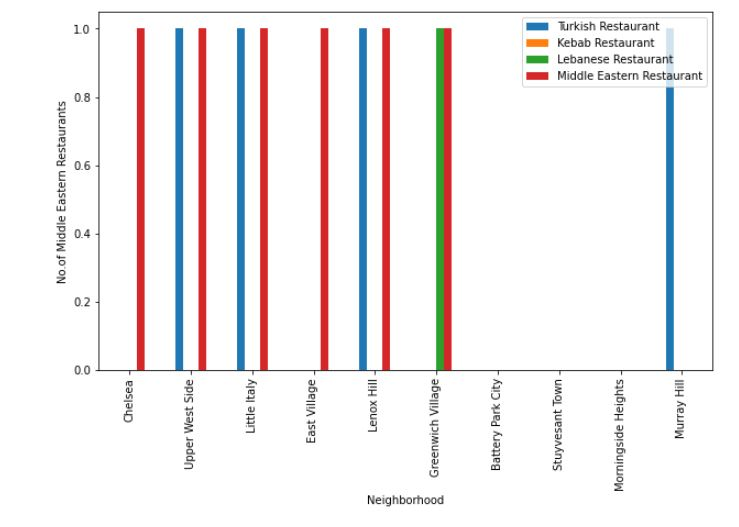 Turkish Restaurant
Kebab Restaurant
Lebanese Restaurant
Middle Eastern Restaurant
No.of Middle Eastern Restaurants
1.0
0.8
0.6
0.4
0.2
0.0
Chelsea
Upper West Side
Little Italy
East Village
Lenox Hill
Greenwich Village
Battery Park City
Stuyvesant Town
Morningside Heights
Murray Hill
Neighborhood